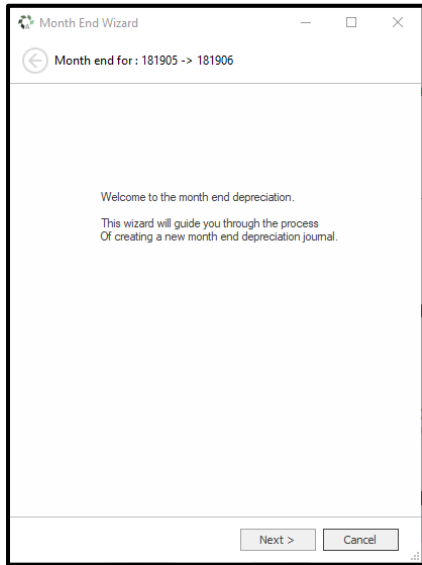 Month End Wizard
Month end for : 181905 -> 181906
Welcome to the month end depreciation.
This wizard will guide you through the process
Of creating a new month end depreciation journal.
Next >
Cancel